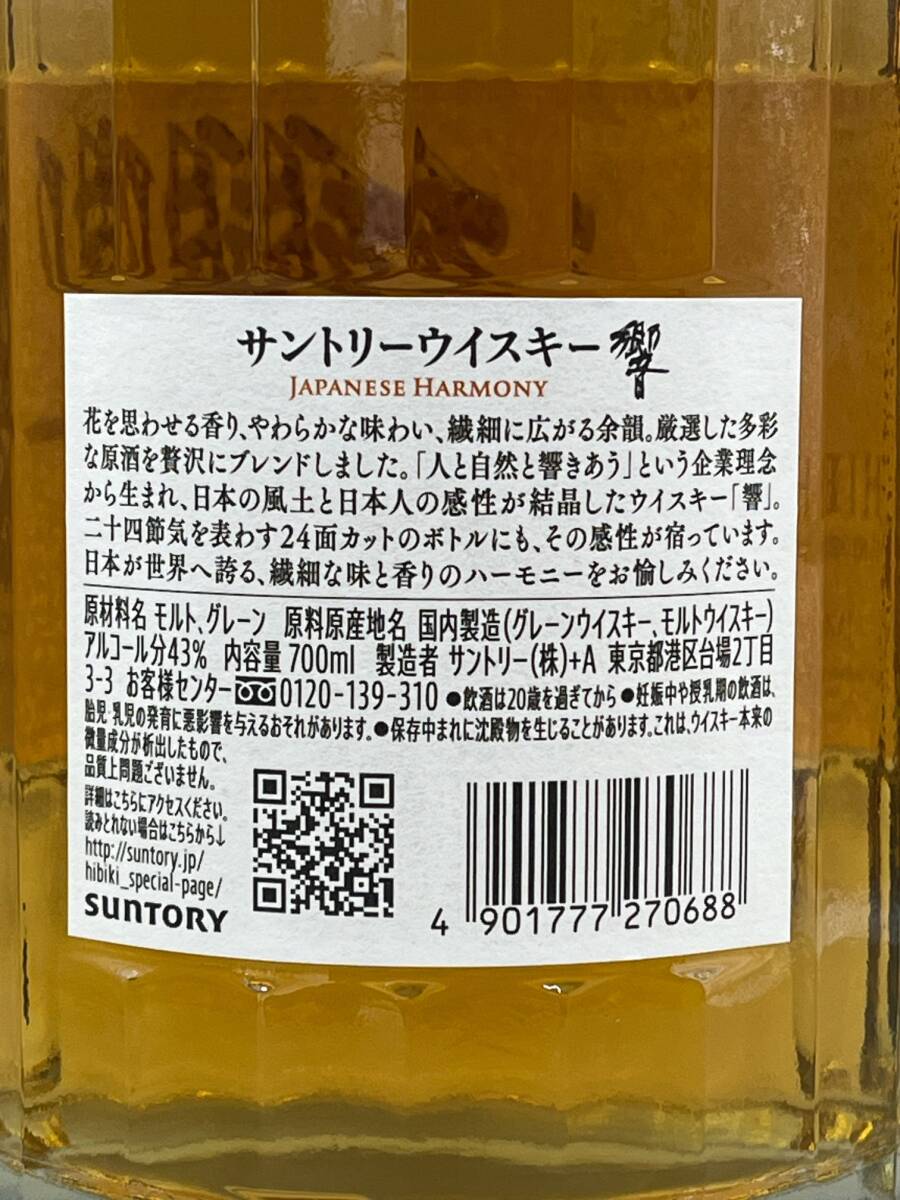 サントリーウイスキー 響
JAPANESE HARMONY
花を思わせる香り、やわらかな味わい、繊細に広がる余韻。厳選した多彩
な原酒を贅沢にブレンドしました。「人と自然と響きあう」という企業理念
から生まれ、日本の風土と日本人の感性が結晶したウイスキー「響」。
二十四節気を表わす24面カットのボトルにも、その感性が宿っています。
日本が世界へ誇る、繊細な味と香りのハーモニーをお愉しみください。
原材料名 モルト、グレーン 原料原産地名 国内製造(グレーンウイスキー、モルトウイスキー)
アルコール分43% 内容量 700ml 製造者 サントリー(株)+A 東京都港区台場2丁目
3-3 お客様センター 0120-139-310 ●飲酒は20歳を過ぎてから ●妊娠中や授乳期の飲酒は、
胎児・乳児の発育に悪影響を与えるおそれがあります。●保存中まれに沈殿物を生じることがあります。これは、ウイスキー本来の
微量成分が析出したもので、
品質上問題ございません。
詳細はこちらにアクセスください。
読みとれない場合はこちらから↓
http://suntory.jp/
hibiki_special-page/
SUNTORY
4 901777 270688